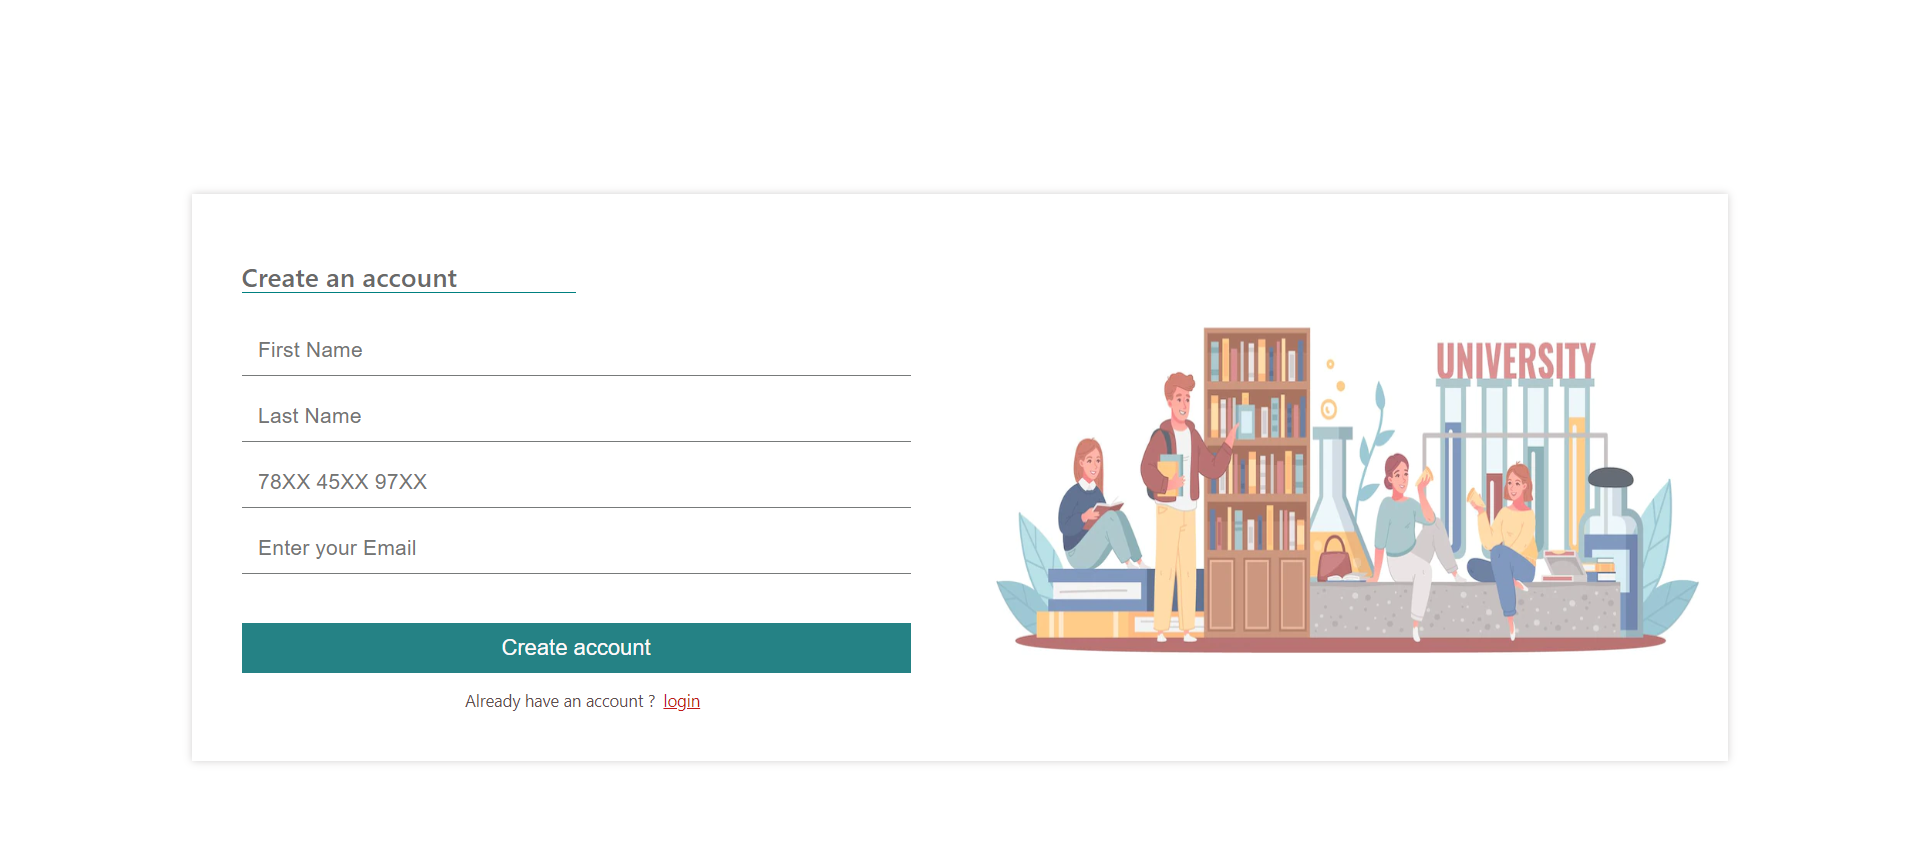 Create an account
First Name
Last Name
78XX 45XX 97XX
Enter your Email
Create account
Already have an account ? login
UNIVERSITY